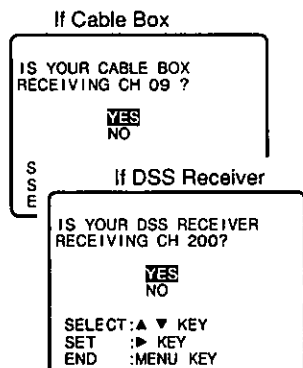 If Cable Box
IS YOUR CABLE BOX
RECEIVING CH 09 ?
YES
NO
S
S
E
If DSS Receiver
IS YOUR DSS RECEIVER
RECEIVING CH 200?
YES
NO
SELECT:▲ ▼ KEY
SET :► KEY
END :MENU KEY